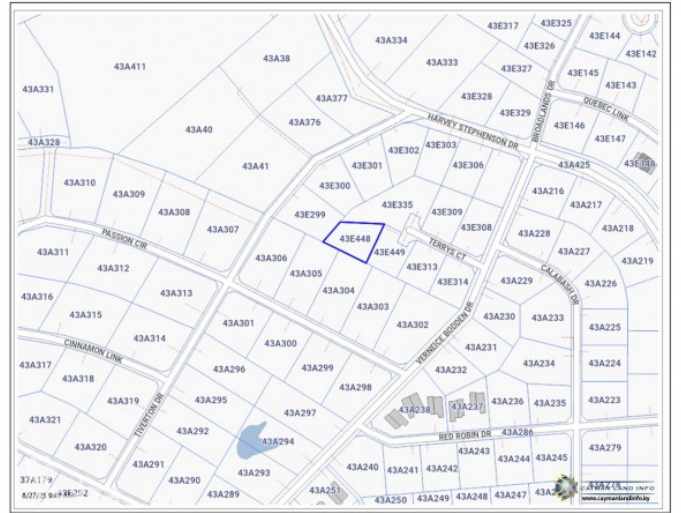 43E317
43E325
43E144
43A334
43E326
43E142
43A38
43A411
43A333
43E327
43E145
43E143
43A331
43A377
43E328
QUEBEC LINK
43A376
43E329
BROADLANDS DR
HARVEY STEPHENSON DR
43E146
43A40
43E147
43A328
43E302
43E303
43E148
43A41
43E301
43E306
43A425
43A310
43E300
43A216
43A309
43E335
43A217
43A308
43E299
43E309
43A307
43E308
43A228
43A218
PASSION CIR
43E448
TERRYS CT
43A311
43E449
43A227
43A306
43A219
43A312
43A305
43E313
CALABASH DR
43A229
43E314
43A226
43A316
43A313
43A304
43A303
43A315
43A230
43A233
43A301
43A302
43A225
43A314
43A300
VERNEICE BODDEN DR
CINNAMON LINK
43A231
43A317
43A296
43A299
43A234
43A224
43A318
43A232
43A298
43A319
43A295
43A235
43A223
TIVERTON DR
43A297
43A238
43A237
43A321
43A292
43A320
43A294
RED ROBIN DR
43A286
43A291
43A243
43A279
43A240
43A241
43A242
43A244
43A245
37A179
43A293
43A290
43A289
43A251
43A250
43A249
43A248
43A247
CAYMAN LAND INFO
www.caymanlandinfo.ky